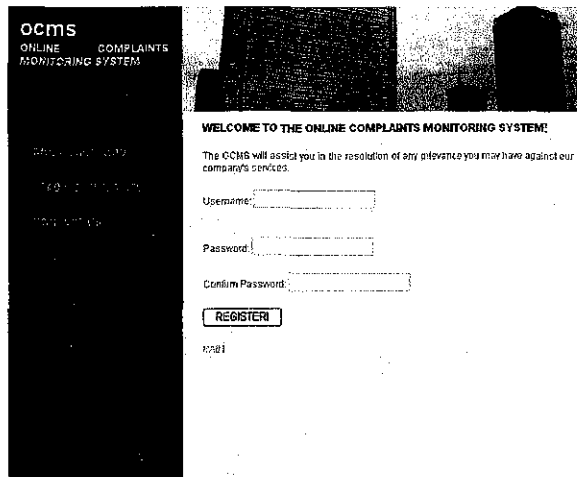 ocms
ONLINE COMPLAINTS
MONITORING SYSTEM
WELCOME TO THE ONLINE COMPLAINTS MONITORING SYSTEM!
The OCMS will assist you in the resolution of any grievance you may have against our
company's services.
Username:
Password:
Confirm Password:
REGISTER!